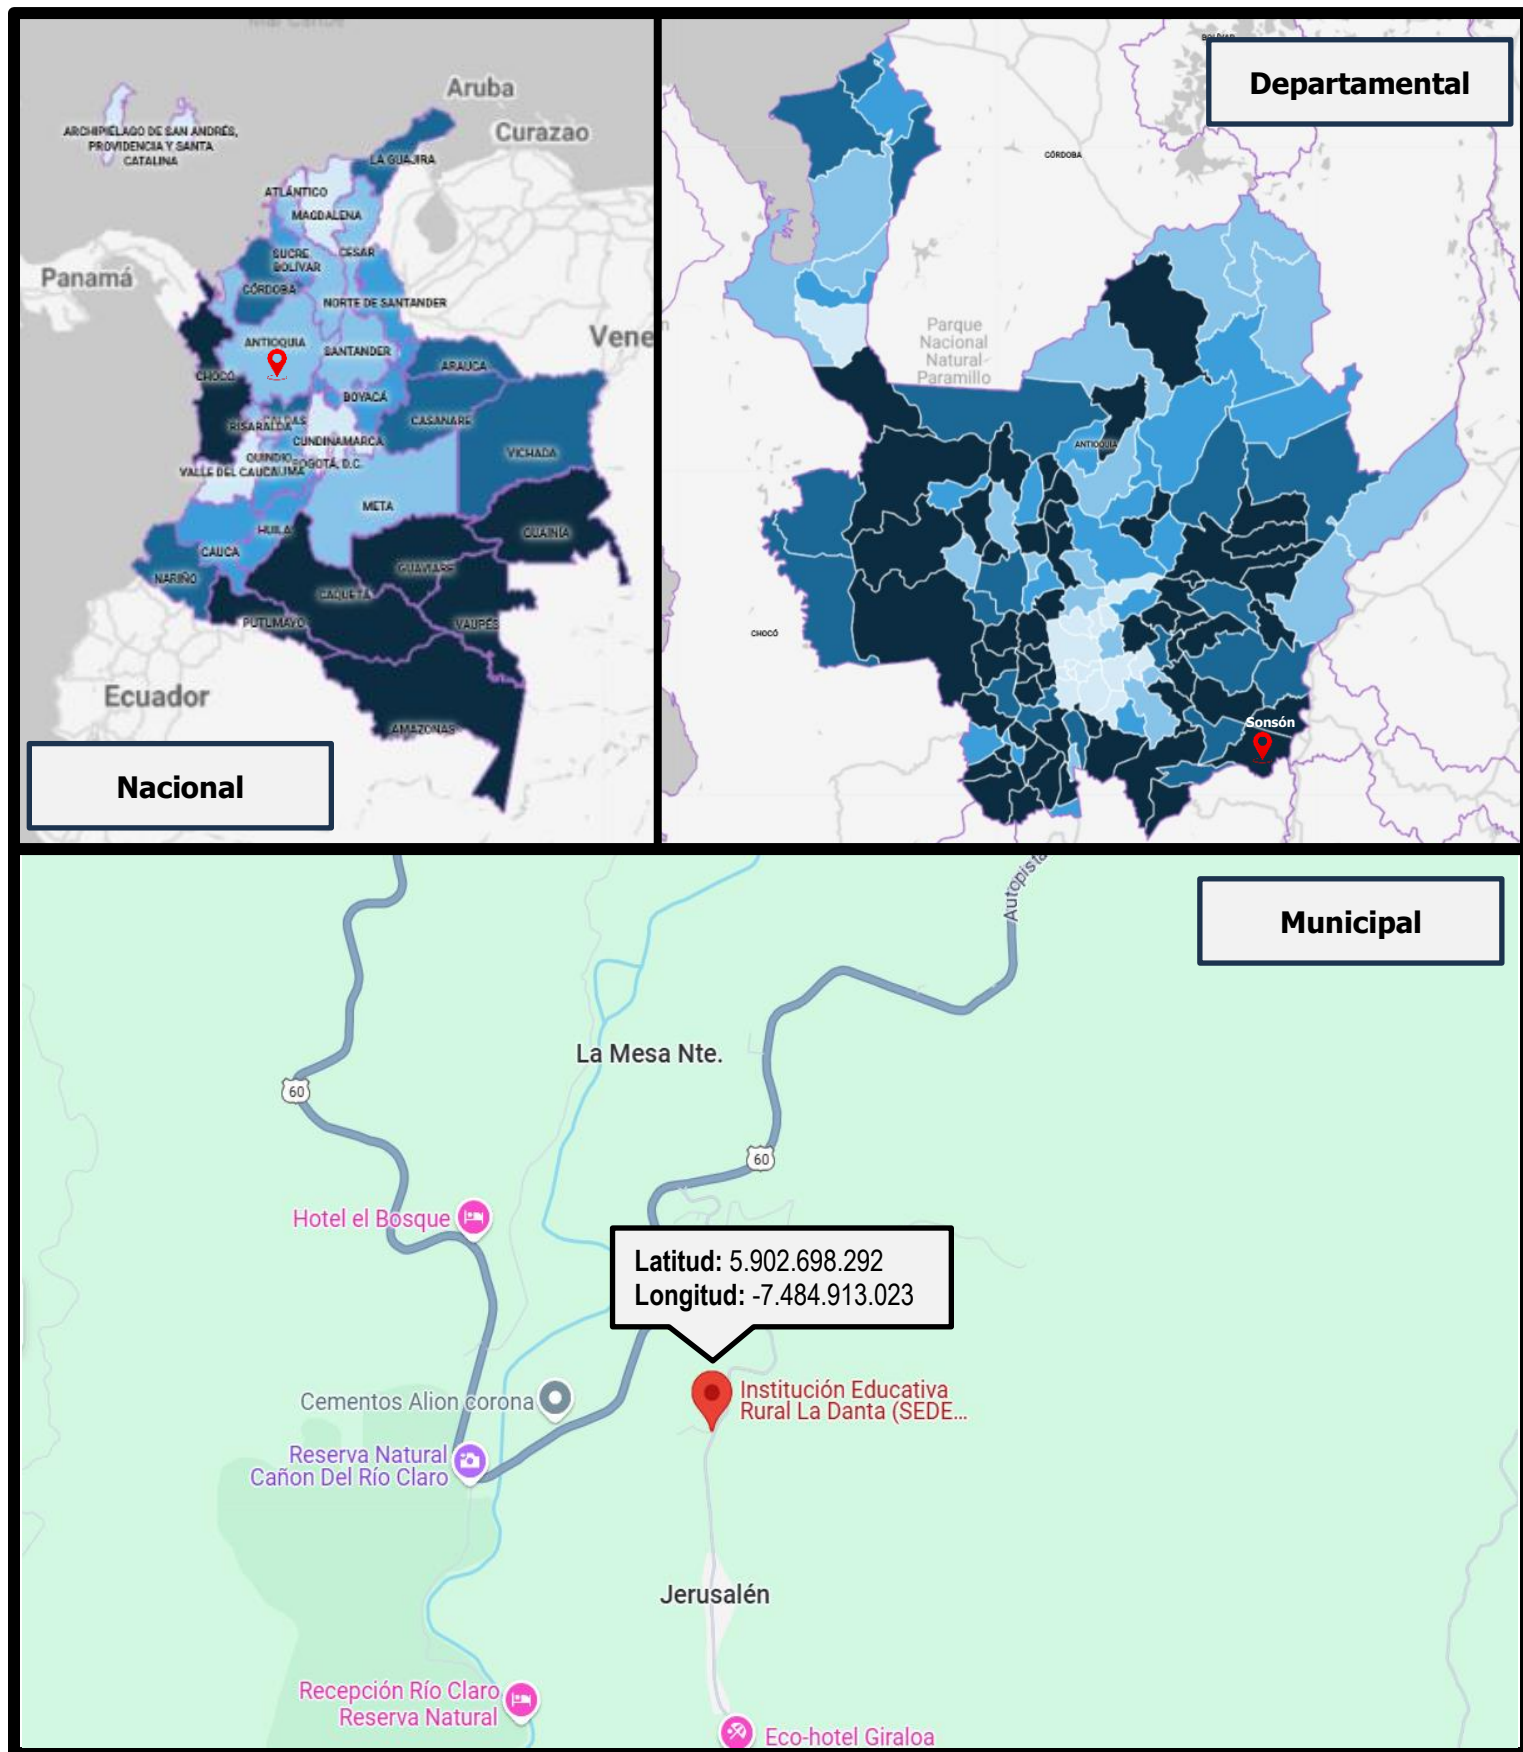 Aruba
Curazao
ARCHIPIÉLAGO DE SAN ANDRÉS,
PROVIDENCIA Y SANTA
CATALINA
LA GUAJIRA
ATLÁNTICO
MAGDALENA
SUCRE
CESAR
BOLÍVAR
Panamá
CÓRDOBA
NORTE DE SANTANDER
Vene
ANTIOQUIA
SANTANDER
ARAUCA
CHOCÓ
BOYACÁ
CASANARE
RISARALDA
CUNDINAMARCA
QUINDÍO
BOGOTÁ, D.C.
VICHADA
VALLE DEL CAUCA
META
HUILA
GUAINÍA
CAUCA
GUAVIARE
NARIÑO
CAQUETÁ
PUTUMAYO
VAUPÉS
Ecuador
AMAZONAS
Nacional
Departamental
CÓRDOBA
Parque
Nacional
Natural
Paramillo
ANTIOQUIA
CHOCÓ
Sonsón
Municipal
Autopista
La Mesa Nte.
60
60
Hotel el Bosque
Latitud: 5.902.698.292
Longitud: -7.484.913.023
Institución Educativa
Rural La Danta (SEDE...
Cementos Alion corona
Reserva Natural
Cañon Del Río Claro
Jerusalén
Recepción Río Claro
Reserva Natural
Eco-hotel Giraloa